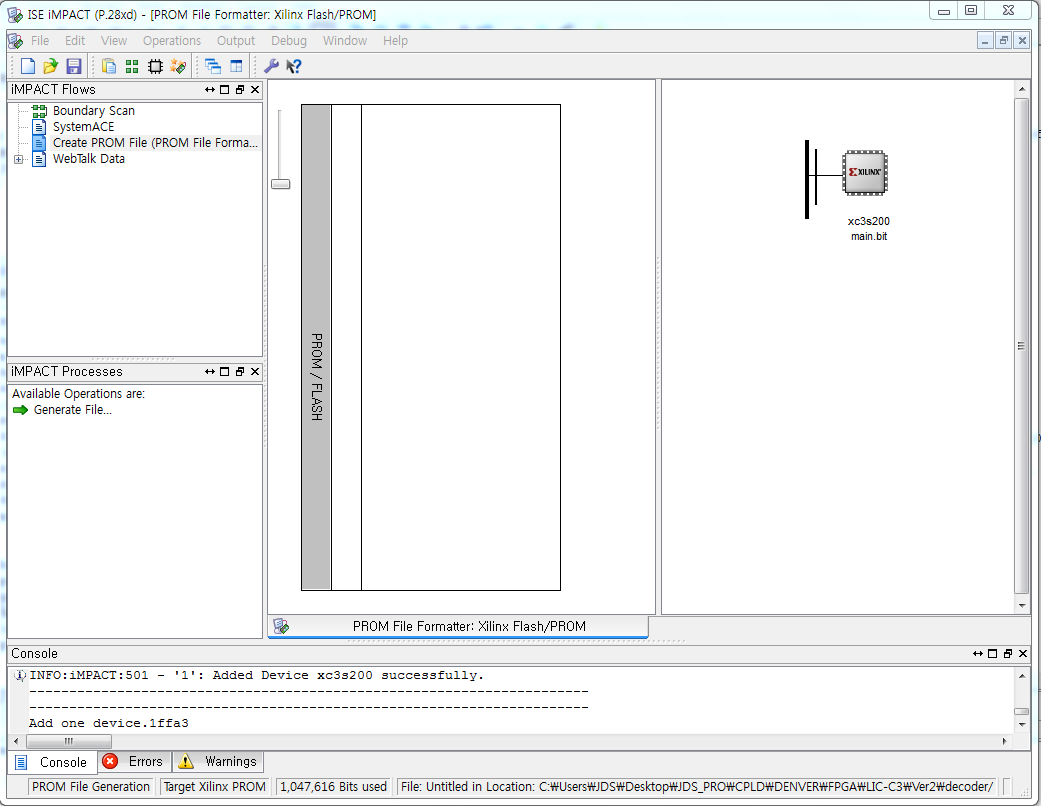 ISE iMPACT (P.28xd) - [PROM File Formatter: Xilinx Flash/PROM]
File Edit View Operations Output Debug Window Help
iMPACT Flows
Boundary Scan
SystemACE
Create PROM File (PROM File Forma...
WebTalk Data
iMPACT Processes
Available Operations are:
Generate File...
PROM / FLASH
XILINX
xc3s200
main.bit
PROM File Formatter: Xilinx Flash/PROM
Console
INFO:iMPACT:501 - '1': Added Device xc3s200 successfully.
----------------------------------------------------------------------
----------------------------------------------------------------------
Add one device.1ffa3
Console Errors Warnings
PROM File Generation Target Xilinx PROM 1,047,616 Bits used File: Untitled in Location: C:₩Users₩JDS₩Desktop₩JDS_PRO₩CPLD₩DENVER₩FPGA₩LIC-C3₩Ver2₩decoder/